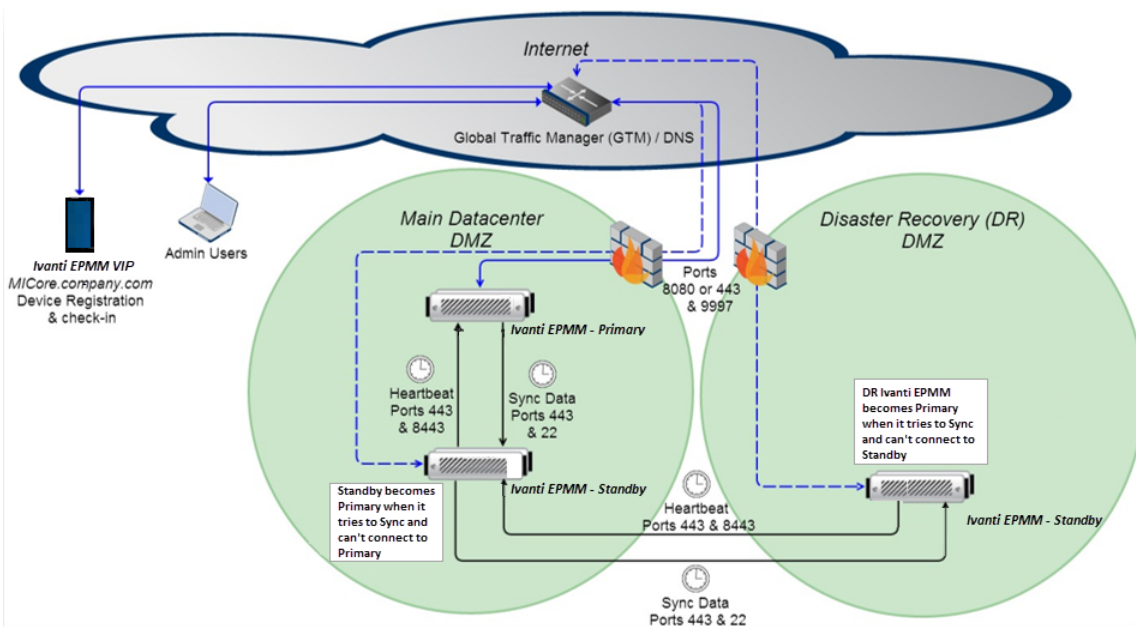 Internet
Global Traffic Manager (GTM) / DNS
Ivanti EPMM VIP
MICore.company.com
Device Registration
& check-in
Admin Users
Main Datacenter
DMZ
Disaster Recovery (DR)
DMZ
Ports
8080 or 443
& 9997
Ivanti EPMM - Primary
Heartbeat
Ports 443
& 8443
Sync Data
Ports 443
& 22
DR Ivanti EPMM
becomes Primary
when it tries to Sync
and can't connect to
Standby
Ivanti EPMM - Standby
Standby becomes
Primary when it
tries to Sync and
can't connect to
Primary
Heartbeat
Ports 443 & 8443
Ivanti EPMM - Standby
Sync Data
Ports 443 & 22